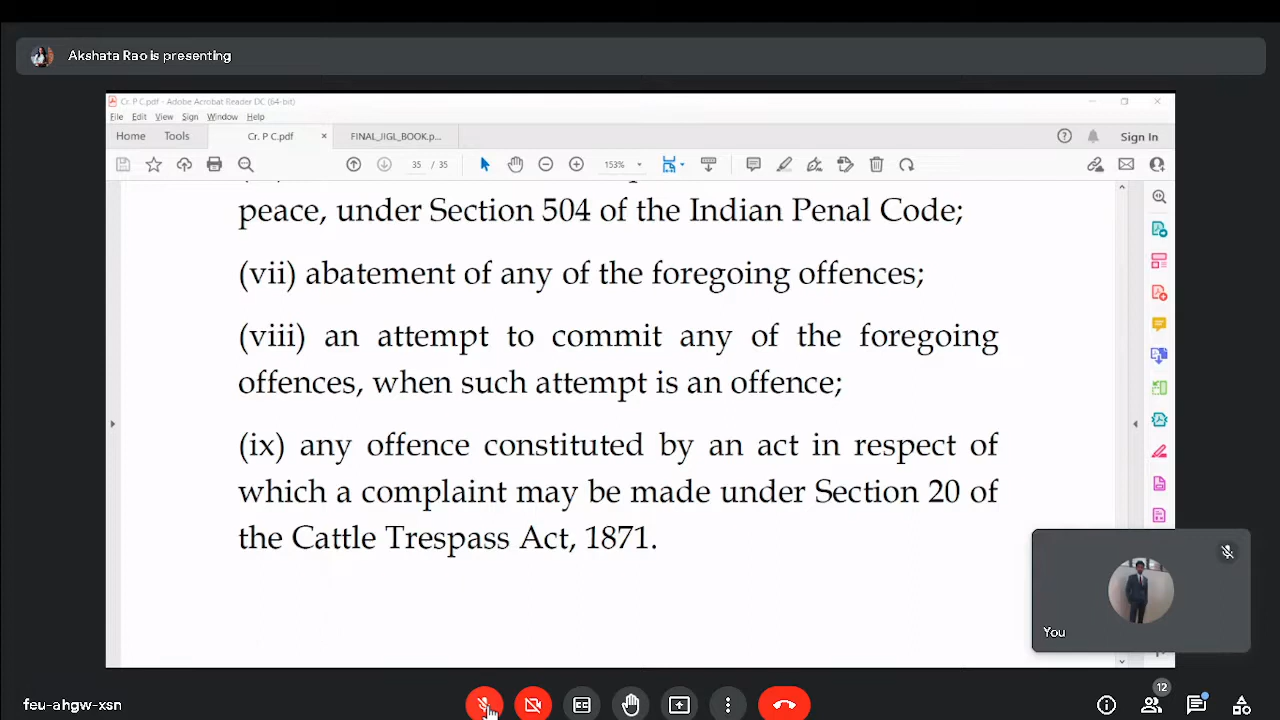 Akshata Rao is presenting
Cr. P C.pdf - Adobe Acrobat Reader DC (64-bit)
File Edit View Sign Window Help
Home Tools Cr. P C.pdf × FINAL_JIGL_BOOK.p... Sign In
35 / 35 153%
peace, under Section 504 of the Indian Penal Code;
(vii) abatement of any of the foregoing offences;
(viii) an attempt to commit any of the foregoing
offences, when such attempt is an offence;
(ix) any offence constituted by an act in respect of
which a complaint may be made under Section 20 of
the Cattle Trespass Act, 1871.
You
feu-ahgw-xsn
12